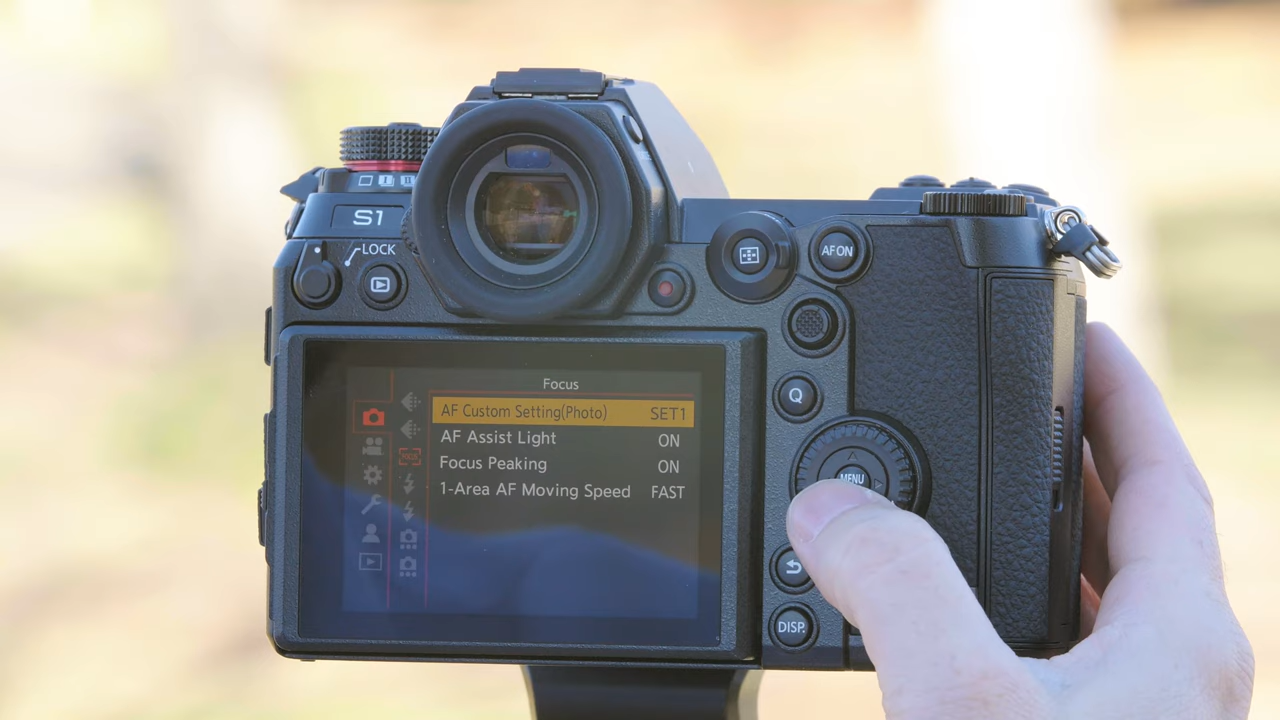 S1
LOCK
AF ON
Q
MENU
DISP.
Focus
AF Custom Setting(Photo) SET1
AF Assist Light ON
Focus Peaking ON
1-Area AF Moving Speed FAST